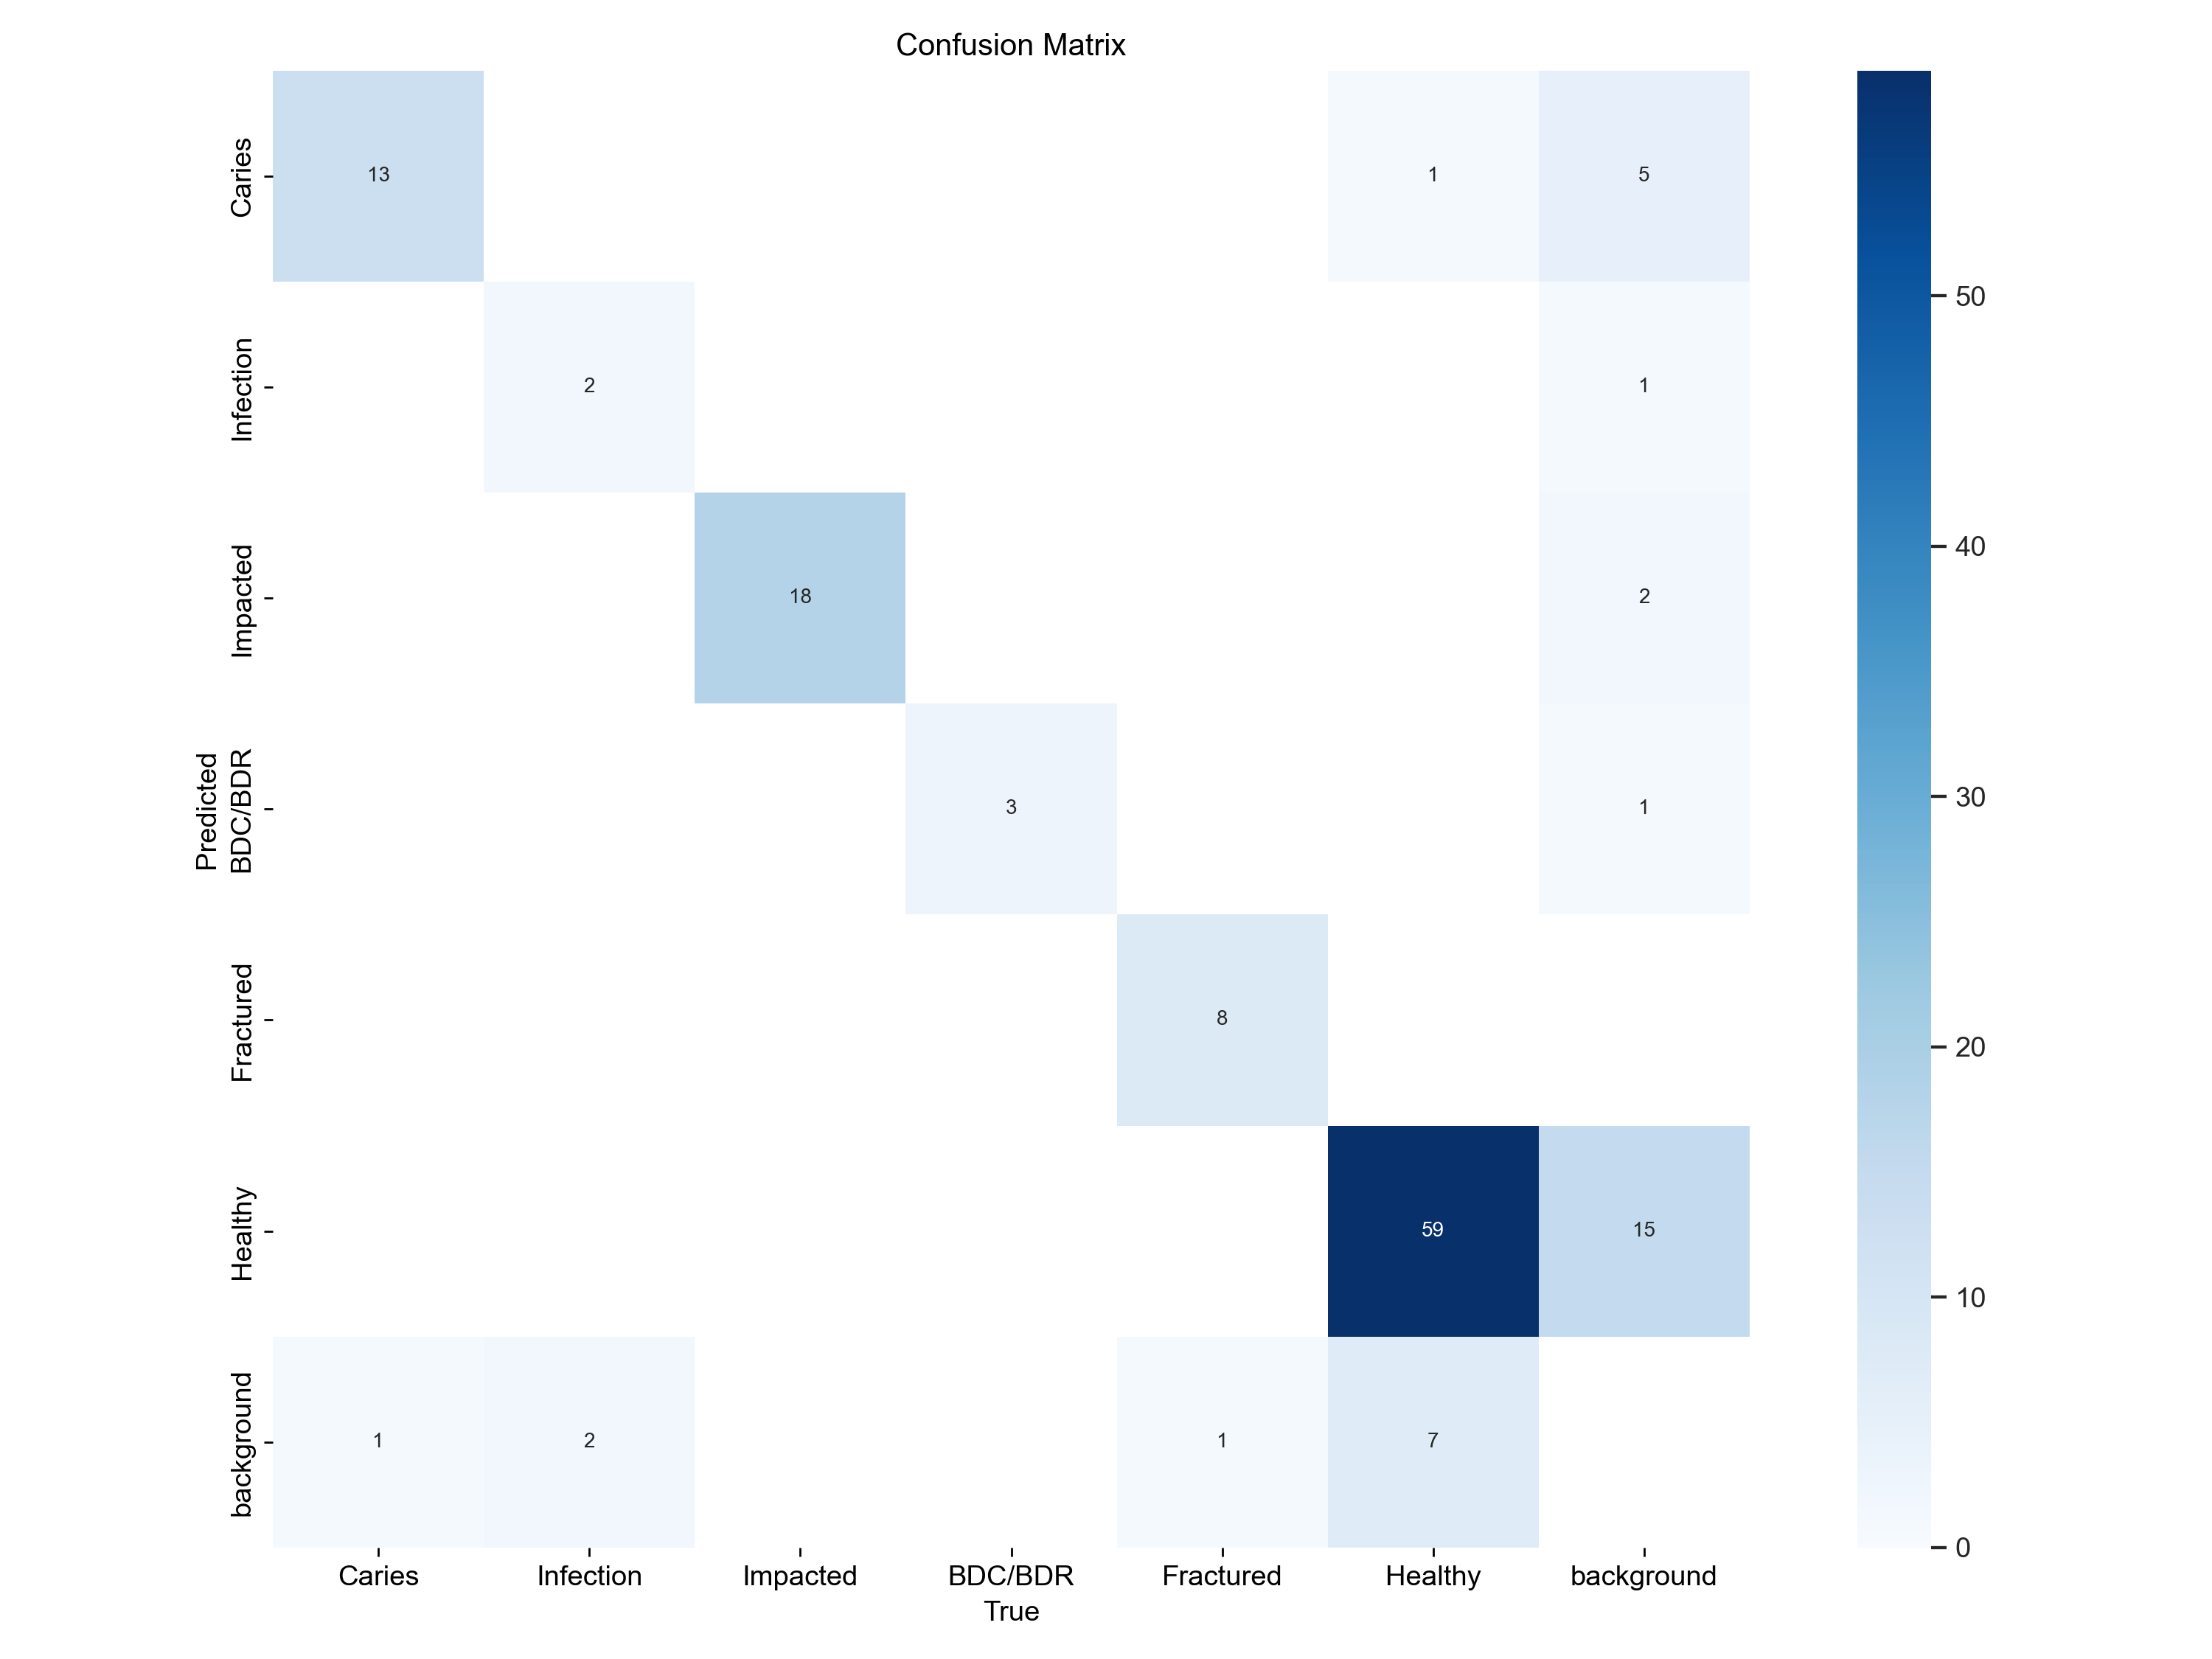 Confusion Matrix
Caries
13
1
5
Infection
2
1
Impacted
18
2
Predicted
BDC/BDR
3
1
Fractured
8
Healthy
59
15
background
1
2
1
7
Caries
Infection
Impacted
BDC/BDR
Fractured
Healthy
background
True
50
40
30
20
10
0